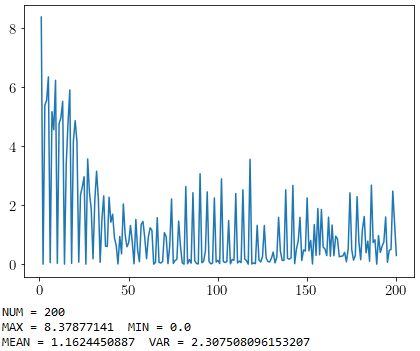 8
6
4
2
0
0 50 100 150 200
NUM = 200
MAX = 8.37877141 MIN = 0.0
MEAN = 1.1624450887 VAR = 2.307508096153207